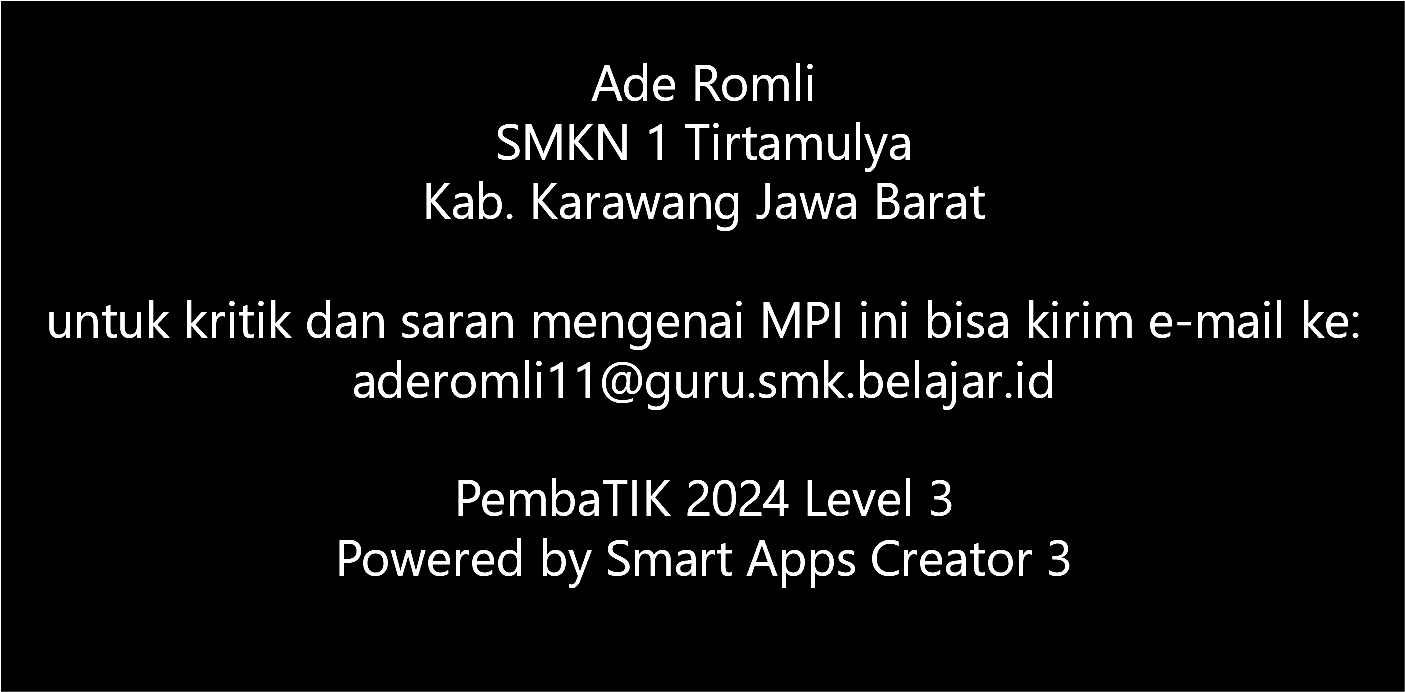 Ade Romli
SMKN 1 Tirtamulya
Kab. Karawang Jawa Barat
untuk kritik dan saran mengenai MPI ini bisa kirim e-mail ke:
aderomli11@guru.smk.belajar.id
PembaTIK 2024 Level 3
Powered by Smart Apps Creator 3